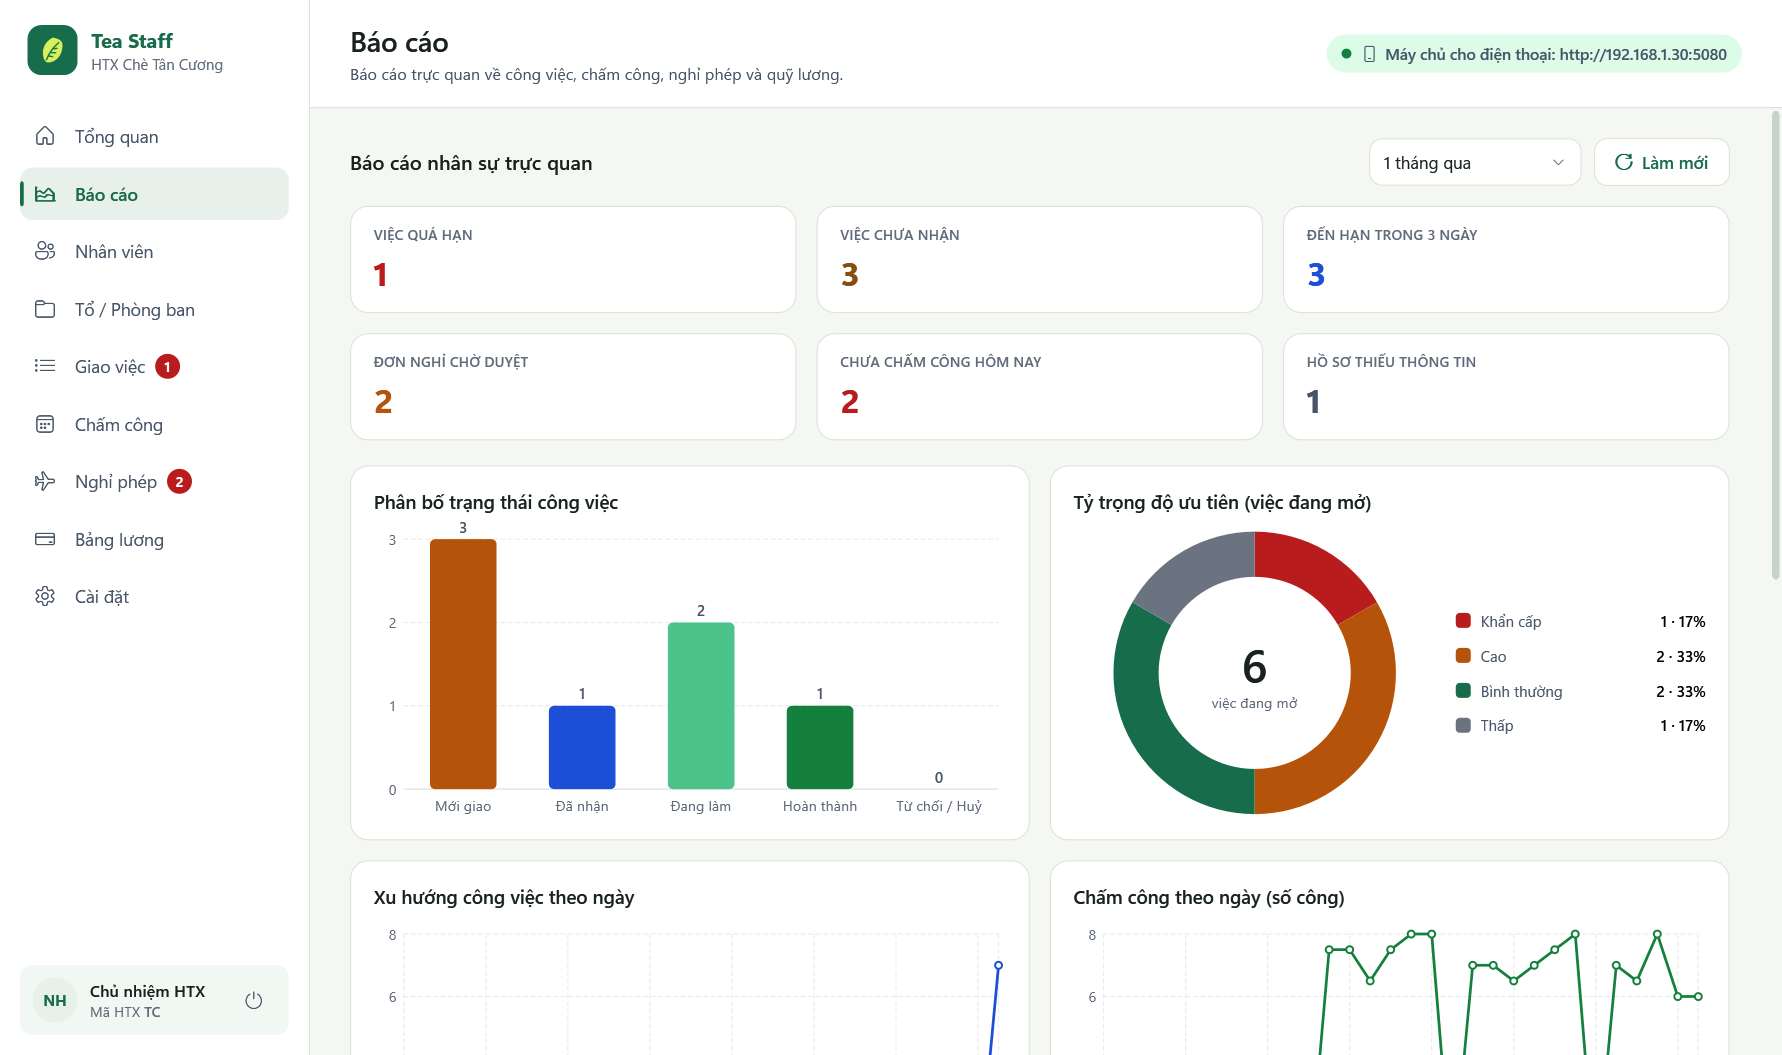 Tea Staff
HTX Chè Tân Cương
Tổng quan
Báo cáo
Nhân viên
Tổ / Phòng ban
Giao việc 1
Chấm công
Nghỉ phép 2
Bảng lương
Cài đặt
NH
Chủ nhiệm HTX
Mã HTX TC
Báo cáo
Báo cáo trực quan về công việc, chấm công, nghỉ phép và quỹ lương.
Máy chủ cho điện thoại: http://192.168.1.30:5080
Báo cáo nhân sự trực quan
1 tháng qua
Làm mới
VIỆC QUÁ HẠN
1
VIỆC CHƯA NHẬN
3
ĐẾN HẠN TRONG 3 NGÀY
3
ĐƠN NGHỈ CHỜ DUYỆT
2
CHƯA CHẤM CÔNG HÔM NAY
2
HỒ SƠ THIẾU THÔNG TIN
1
Phân bố trạng thái công việc
3
2
1
0
3
1
2
1
0
Mới giao
Đã nhận
Đang làm
Hoàn thành
Từ chối / Huỷ
Tỷ trọng độ ưu tiên (việc đang mở)
6
việc đang mở
Khẩn cấp 1 · 17%
Cao 2 · 33%
Bình thường 2 · 33%
Thấp 1 · 17%
Xu hướng công việc theo ngày
8
6
Chấm công theo ngày (số công)
8
6